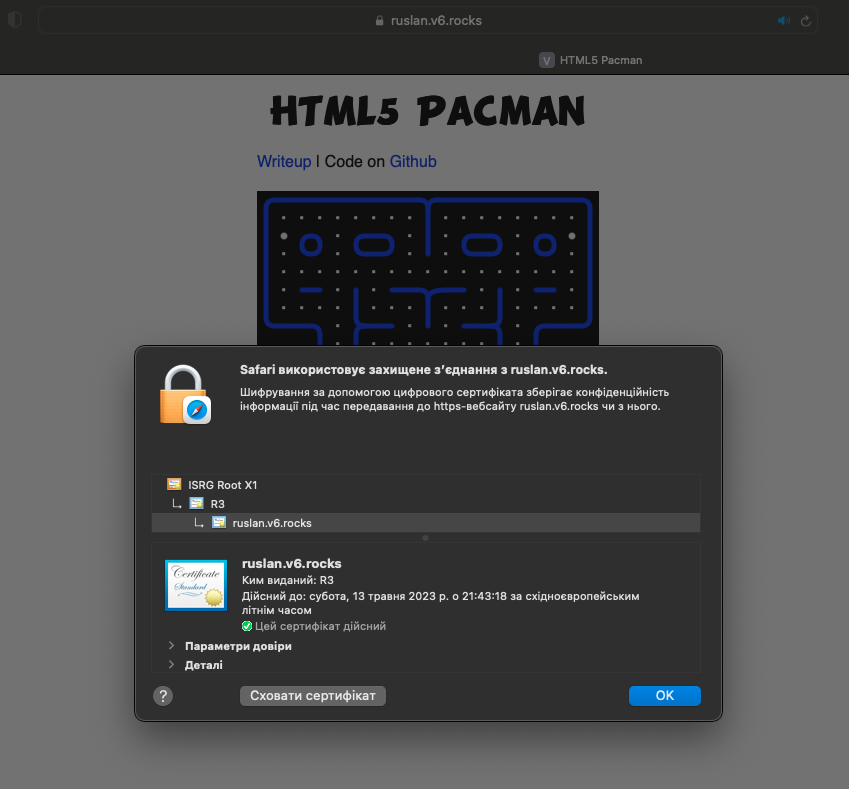 ruslan.v6.rocks
V HTML5 Pacman
HTML5 Pacman
Writeup | Code on Github
Safari використовує захищене з’єднання з ruslan.v6.rocks.
Шифрування за допомогою цифрового сертифіката зберігає конфіденційність
інформації під час передавання до https-вебсайту ruslan.v6.rocks чи з нього.
ISRG Root X1
R3
ruslan.v6.rocks
Certificate
Standard
ruslan.v6.rocks
Ким виданий: R3
Дійсний до: субота, 13 травня 2023 р. о 21:43:18 за східноєвропейським
літнім часом
Цей сертифікат дійсний
Параметри довіри
Деталі
?
Сховати сертифікат
OK